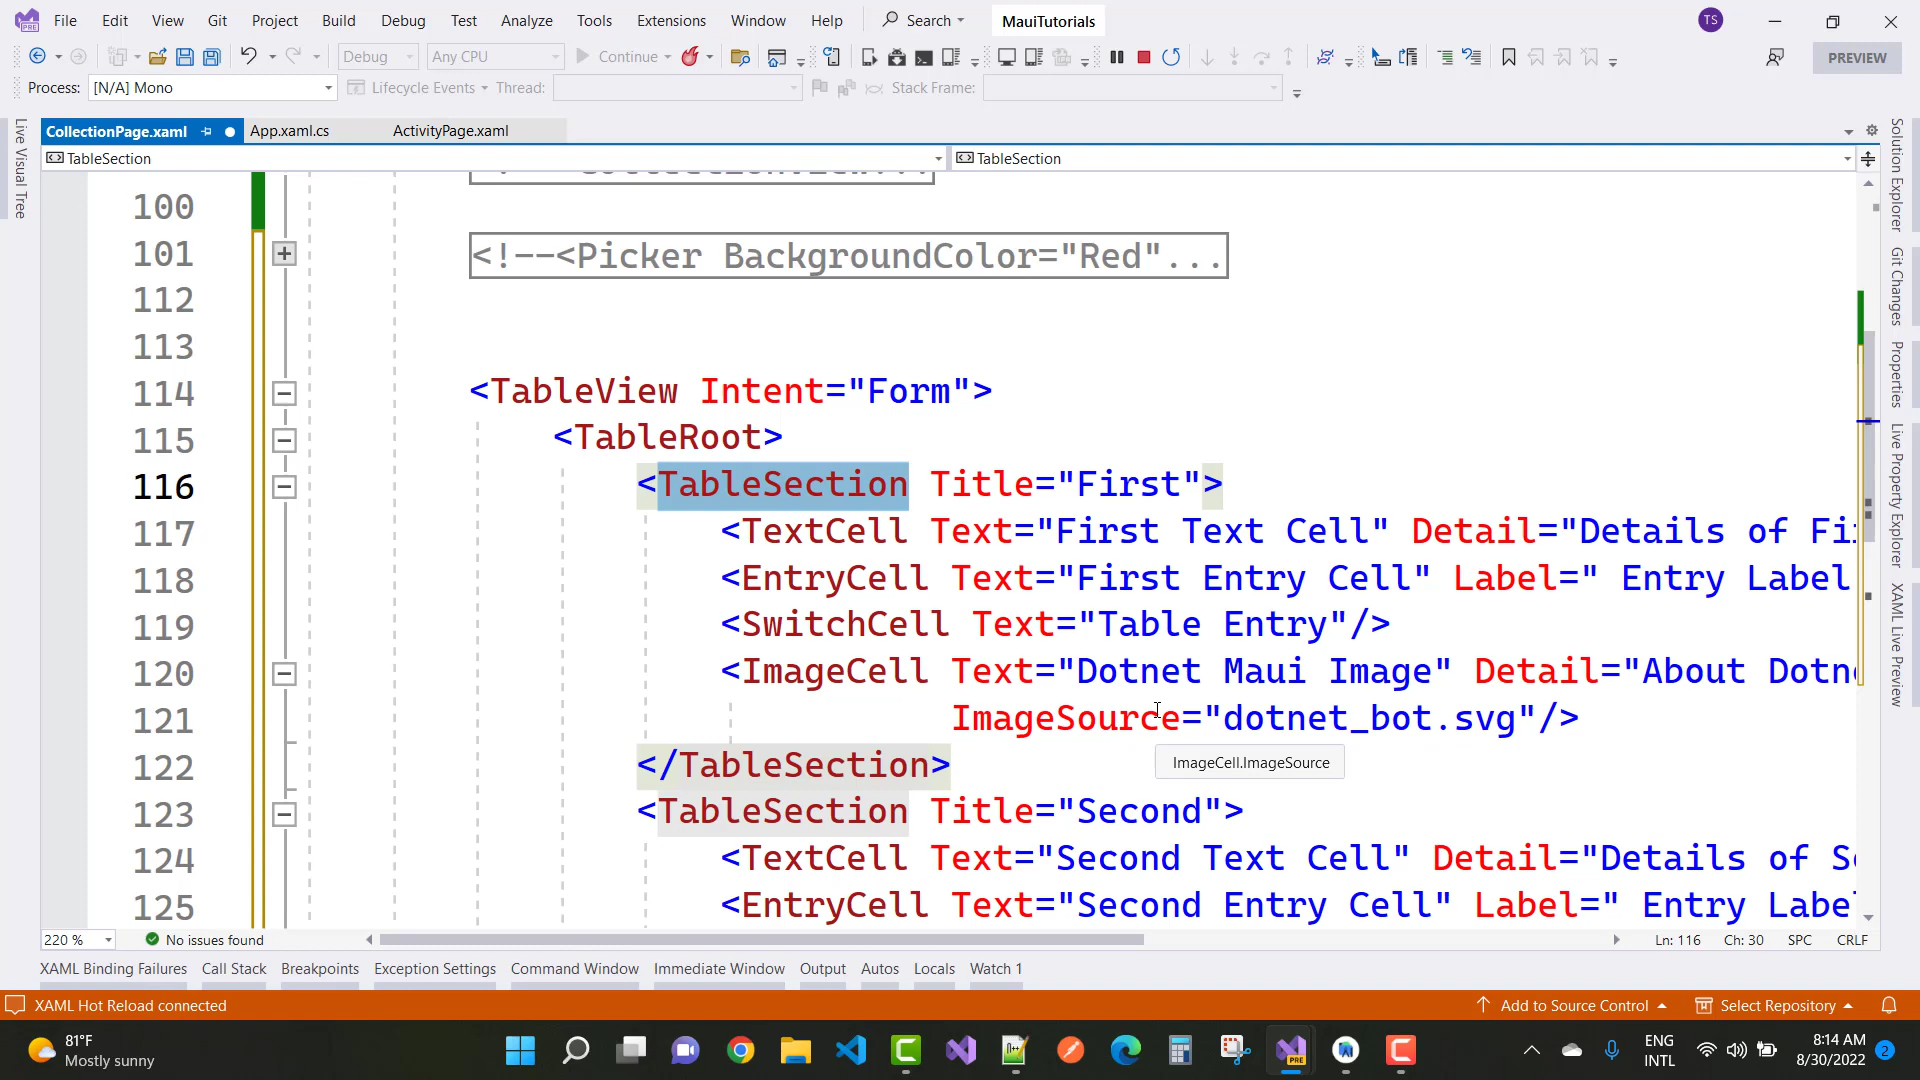 File Edit View Git Project Build Debug Test Analyze Tools Extensions Window Help Search MauiTutorials TS
Debug Any CPU Continue PREVIEW
Process: [N/A] Mono Lifecycle Events Thread: Stack Frame:
CollectionPage.xaml App.xaml.cs ActivityPage.xaml
TableSection TableSection
Live Visual Tree
Solution Explorer
Git Changes
Properties
Live Property Explorer
XAML Live Preview
100
101 <!--<Picker BackgroundColor="Red"...
112
113
114 <TableView Intent="Form">
115 <TableRoot>
116 <TableSection Title="First">
117 <TextCell Text="First Text Cell" Detail="Details of Fi
118 <EntryCell Text="First Entry Cell" Label=" Entry Label
119 <SwitchCell Text="Table Entry"/>
120 <ImageCell Text="Dotnet Maui Image" Detail="About Dotn
121 ImageSource="dotnet_bot.svg"/>
122 </TableSection>
ImageCell.ImageSource
123 <TableSection Title="Second">
124 <TextCell Text="Second Text Cell" Detail="Details of S
125 <EntryCell Text="Second Entry Cell" Label=" Entry Labe
220 % No issues found Ln: 116 Ch: 30 SPC CRLF
XAML Binding Failures Call Stack Breakpoints Exception Settings Command Window Immediate Window Output Autos Locals Watch 1
XAML Hot Reload connected Add to Source Control Select Repository
81°F
Mostly sunny
PRE
ENG
INTL
8:14 AM
8/30/2022
2